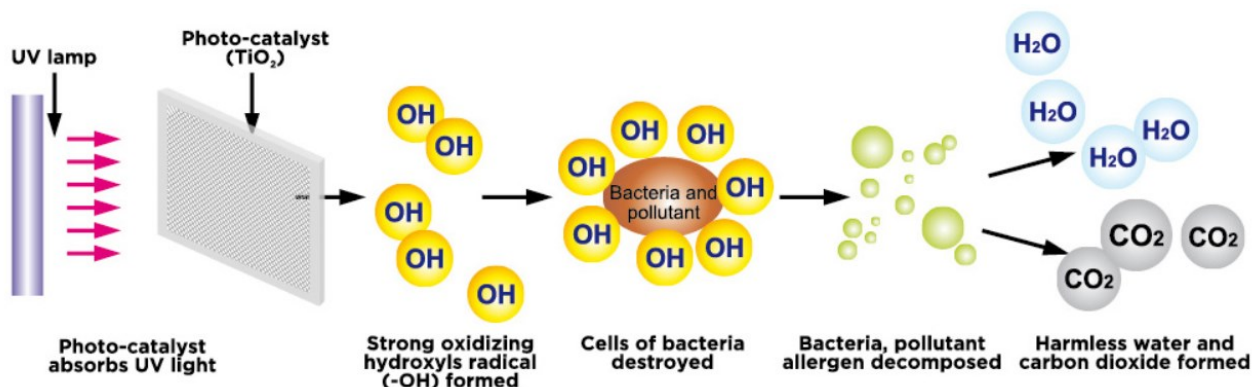 UV lamp
Photo-catalyst
(TiO₂)
OH
OH
OH
OH
OH
OH
OH
OH
OH
OH
OH
OH
OH
Bacteria and
pollutant
H₂O
H₂O
H₂O
H₂O
CO₂
CO₂
CO₂
Photo-catalyst
absorbs UV light
Strong oxidizing
hydroxyls radical
(-OH) formed
Cells of bacteria
destroyed
Bacteria, pollutant
allergen decomposed
Harmless water and
carbon dioxide formed